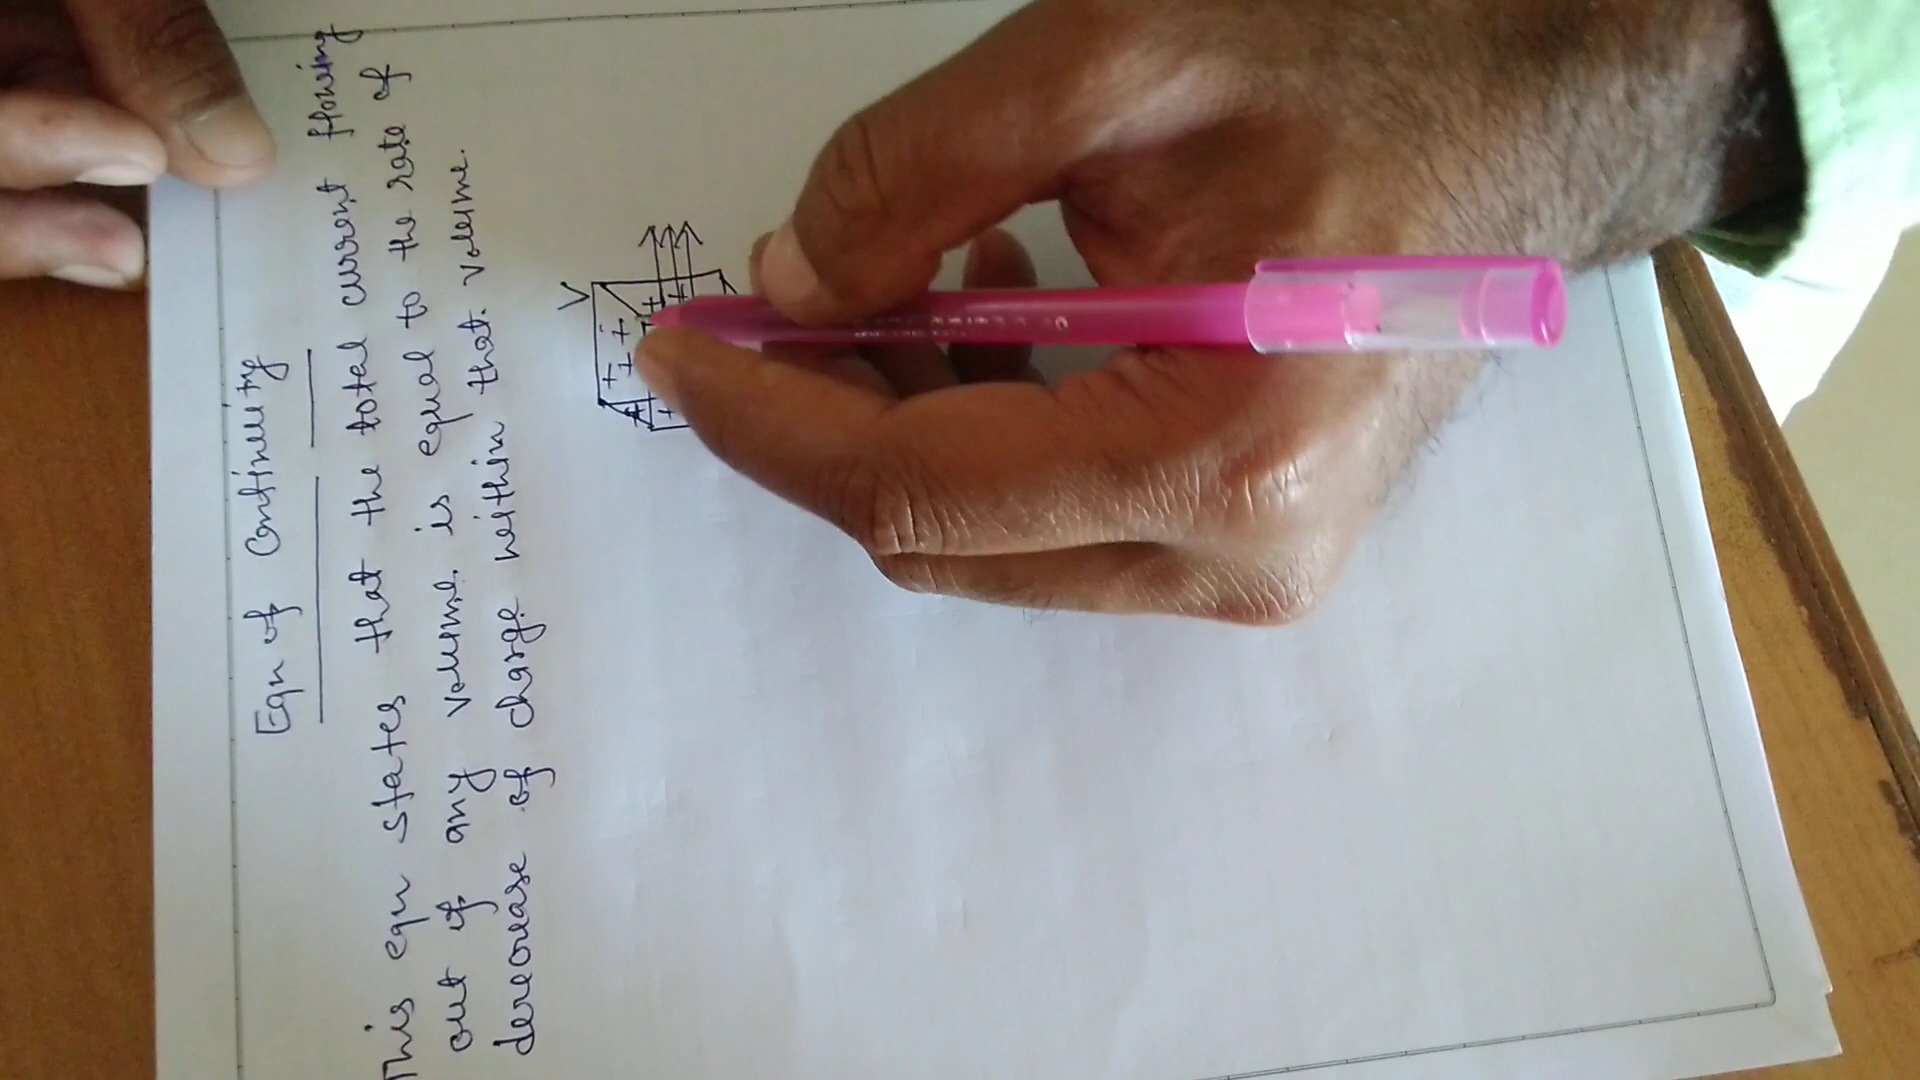 Eqn of Continuity
This eqn states that the total current flowing
out of any volume is equal to the rate of
decrease of charge within that volume.
V